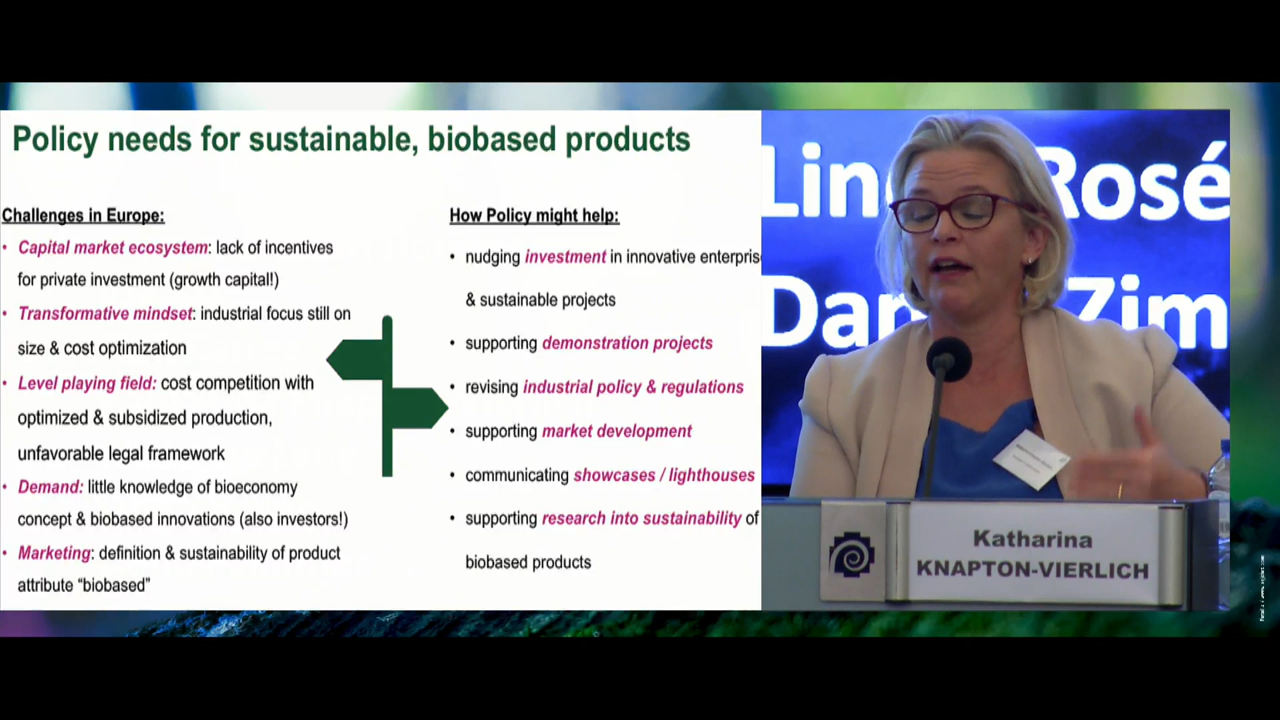 Policy needs for sustainable, biobased products
Challenges in Europe:
• Capital market ecosystem: lack of incentives
for private investment (growth capital!)
• Transformative mindset: industrial focus still on
size & cost optimization
• Level playing field: cost competition with
optimized & subsidized production,
unfavorable legal framework
• Demand: little knowledge of bioeconomy
concept & biobased innovations (also investors!)
• Marketing: definition & sustainability of product
attribute “biobased”
How Policy might help:
• nudging investment in innovative enterpris
& sustainable projects
• supporting demonstration projects
• revising industrial policy & regulations
• supporting market development
• communicating showcases / lighthouses
• supporting research into sustainability of
biobased products
Lin Rosé
Dan Zim
Katharina
KNAPTON-VIERLICH